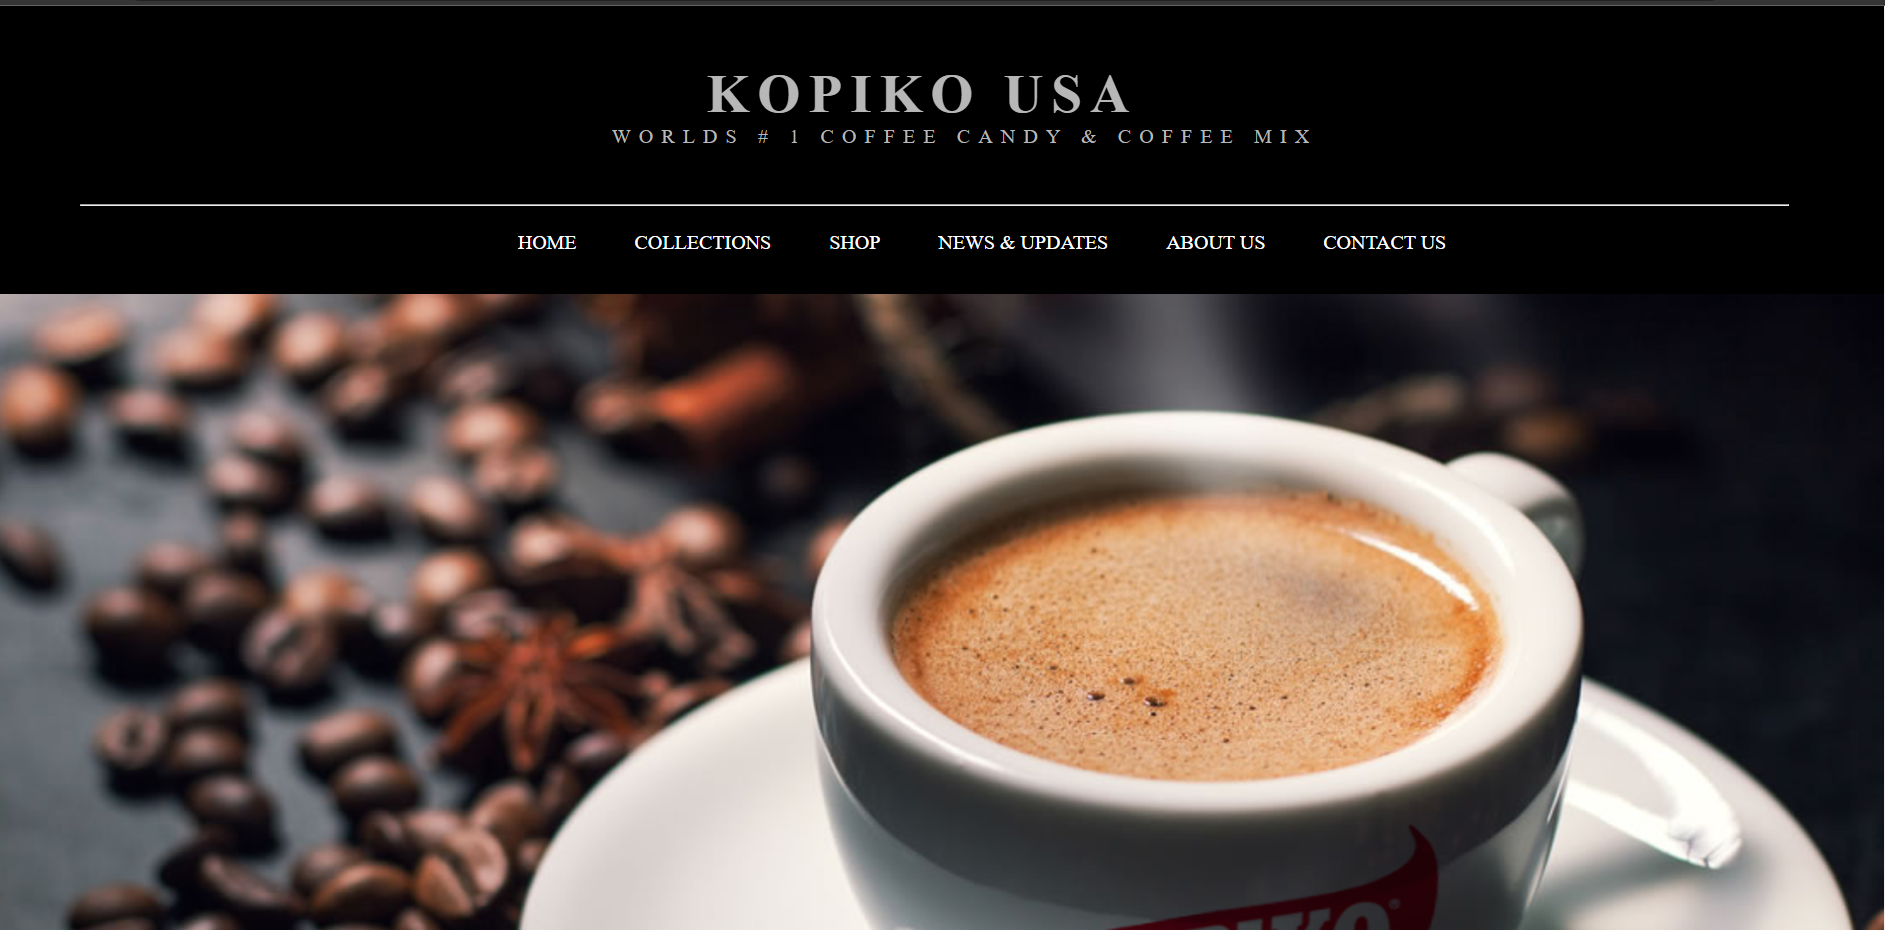 KOPIKO USA
WORLDS # 1 COFFEE CANDY & COFFEE MIX
HOME COLLECTIONS SHOP NEWS & UPDATES ABOUT US CONTACT US